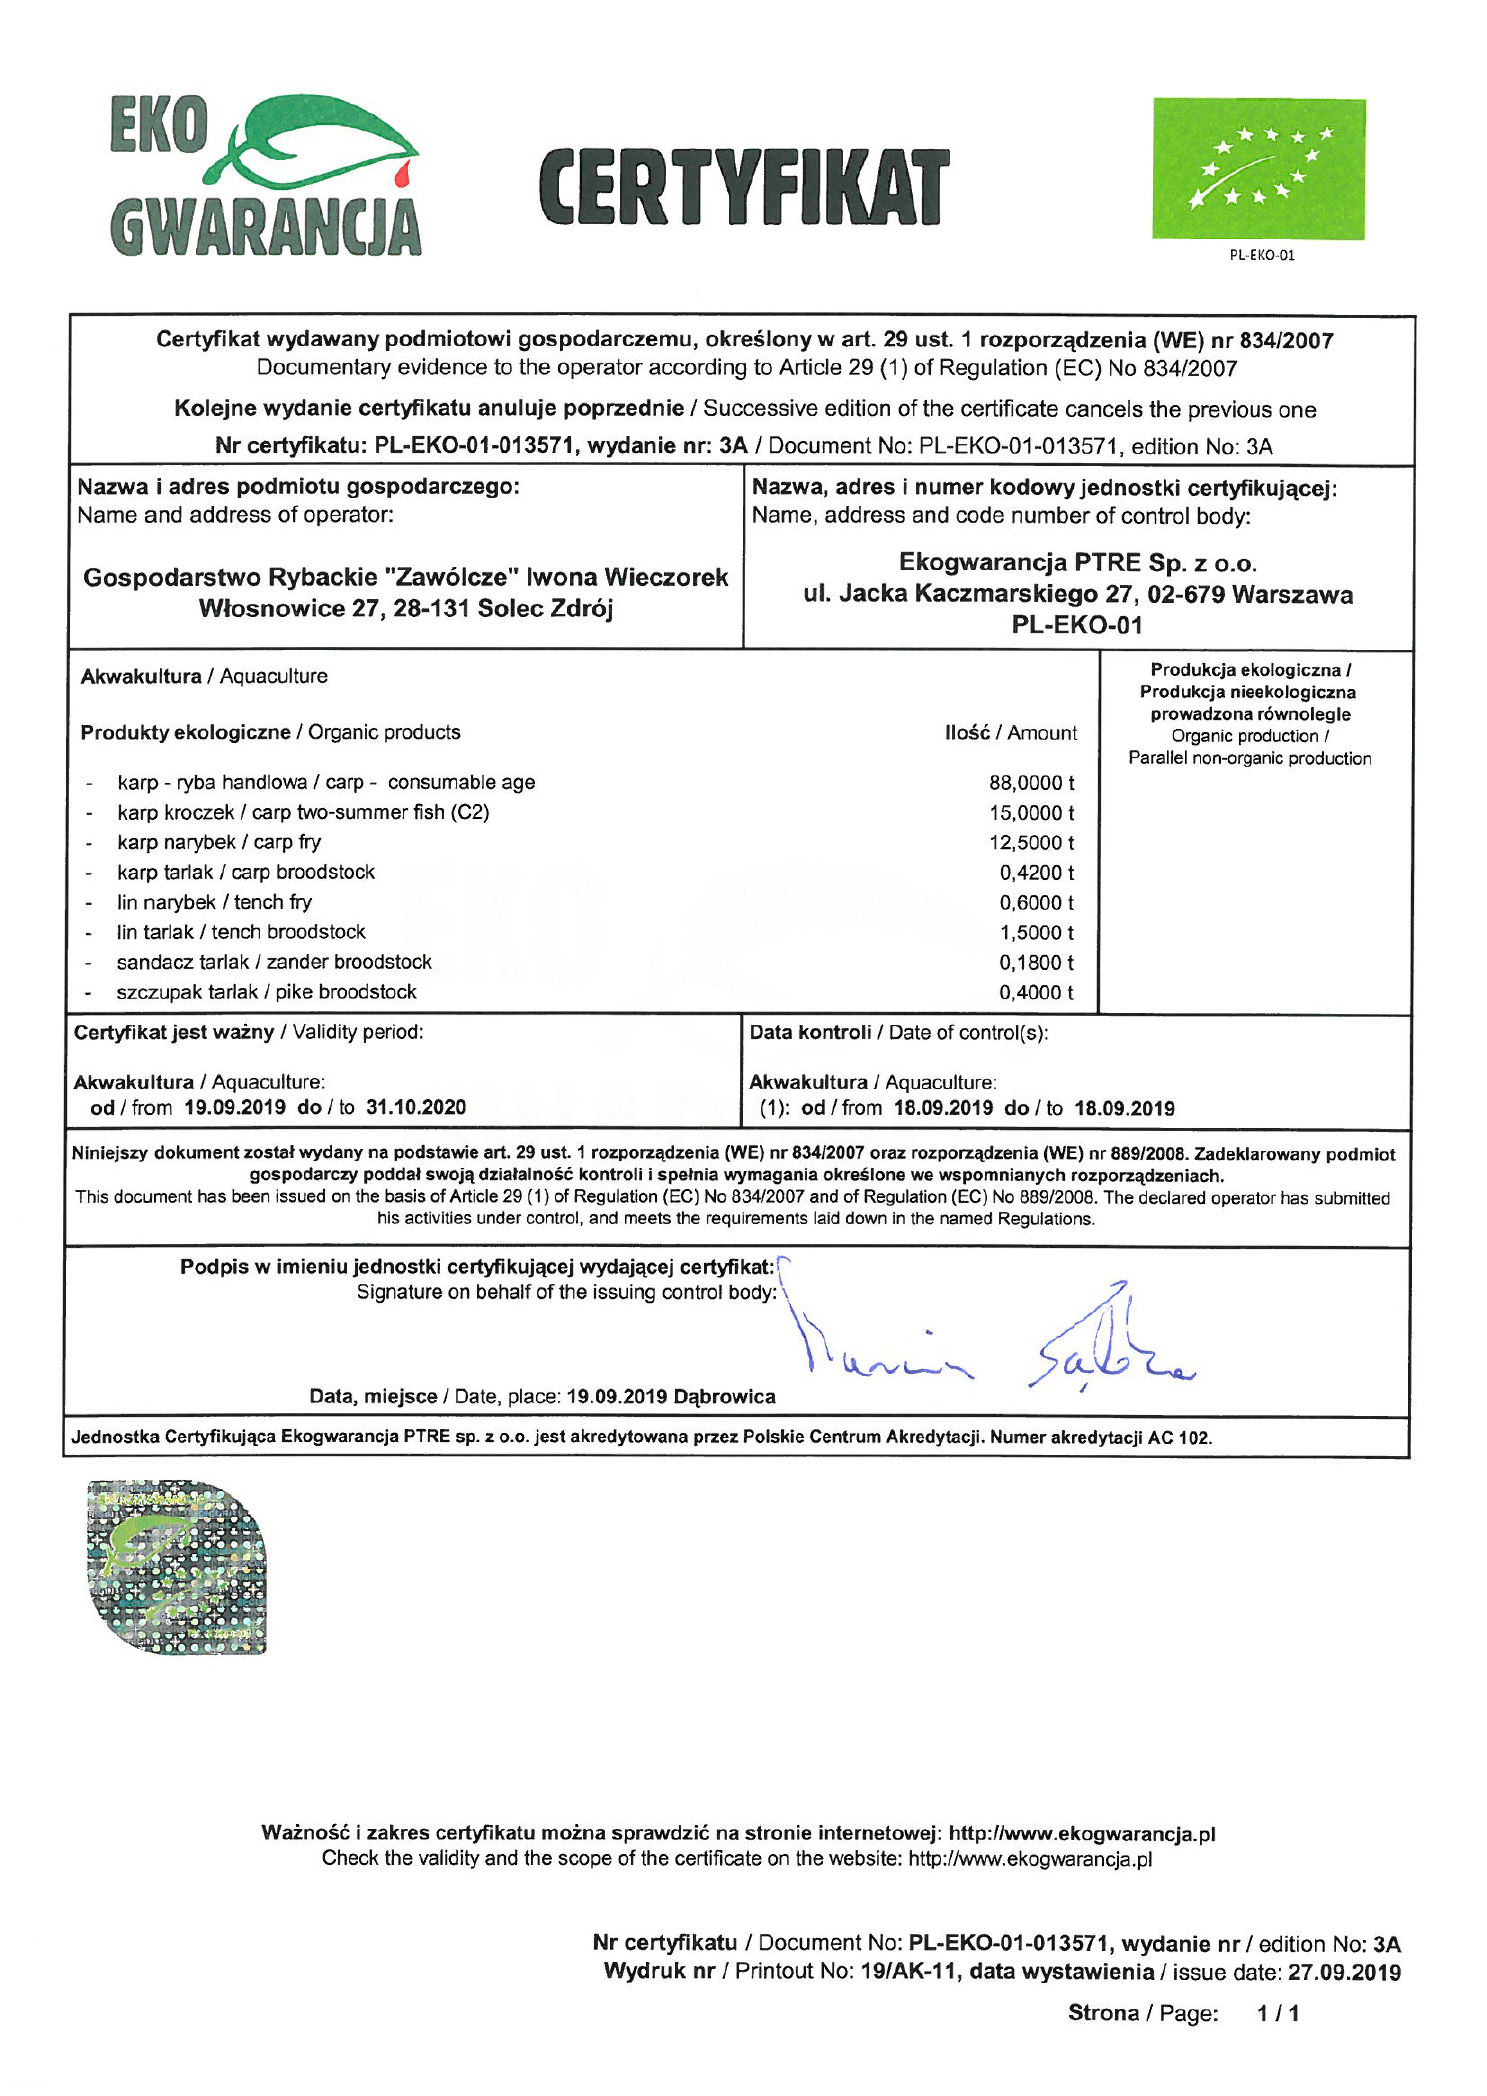 EKO
GWARANCJA
CERTYFIKAT
PL-EKO-01
Certyfikat wydawany podmiotowi gospodarczemu, określony w art. 29 ust. 1 rozporządzenia (WE) nr 834/2007
Documentary evidence to the operator according to Article 29 (1) of Regulation (EC) No 834/2007
Kolejne wydanie certyfikatu anuluje poprzednie / Successive edition of the certificate cancels the previous one
Nr certyfikatu: PL-EKO-01-013571, wydanie nr: 3A / Document No: PL-EKO-01-013571, edition No: 3A
Nazwa i adres podmiotu gospodarczego:
Name and address of operator:
Gospodarstwo Rybackie "Zawólcze" Iwona Wieczorek
Włosnowice 27, 28-131 Solec Zdrój
Nazwa, adres i numer kodowy jednostki certyfikującej:
Name, address and code number of control body:
Ekogwarancja PTRE Sp. z o.o.
ul. Jacka Kaczmarskiego 27, 02-679 Warszawa
PL-EKO-01
Akwakultura / Aquaculture
Produkty ekologiczne / Organic products Ilość / Amount
- karp - ryba handlowa / carp - consumable age 88,0000 t
- karp kroczek / carp two-summer fish (C2) 15,0000 t
- karp narybek / carp fry 12,5000 t
- karp tarlak / carp broodstock 0,4200 t
- lin narybek / tench fry 0,6000 t
- lin tarlak / tench broodstock 1,5000 t
- sandacz tarlak / zander broodstock 0,1800 t
- szczupak tarlak / pike broodstock 0,4000 t
Produkcja ekologiczna /
Produkcja nieekologiczna
prowadzona równolegle
Organic production /
Parallel non-organic production
Certyfikat jest ważny / Validity period:
Akwakultura / Aquaculture:
od / from 19.09.2019 do / to 31.10.2020
Data kontroli / Date of control(s):
Akwakultura / Aquaculture:
(1): od / from 18.09.2019 do / to 18.09.2019
Niniejszy dokument został wydany na podstawie art. 29 ust. 1 rozporządzenia (WE) nr 834/2007 oraz rozporządzenia (WE) nr 889/2008. Zadeklarowany podmiot
gospodarczy poddał swoją działalność kontroli i spełnia wymagania określone we wspomnianych rozporządzeniach.
This document has been issued on the basis of Article 29 (1) of Regulation (EC) No 834/2007 and of Regulation (EC) No 889/2008. The declared operator has submitted
his activities under control, and meets the requirements laid down in the named Regulations.
Podpis w imieniu jednostki certyfikującej wydającej certyfikat:
Signature on behalf of the issuing control body:
Data, miejsce / Date, place: 19.09.2019 Dąbrowica
Jednostka Certyfikująca Ekogwarancja PTRE sp. z o.o. jest akredytowana przez Polskie Centrum Akredytacji. Numer akredytacji AC 102.
Ważność i zakres certyfikatu można sprawdzić na stronie internetowej: http://www.ekogwarancja.pl
Check the validity and the scope of the certificate on the website: http://www.ekogwarancja.pl
Nr certyfikatu / Document No: PL-EKO-01-013571, wydanie nr / edition No: 3A
Wydruk nr / Printout No: 19/AK-11, data wystawienia / issue date: 27.09.2019
Strona / Page: 1 / 1